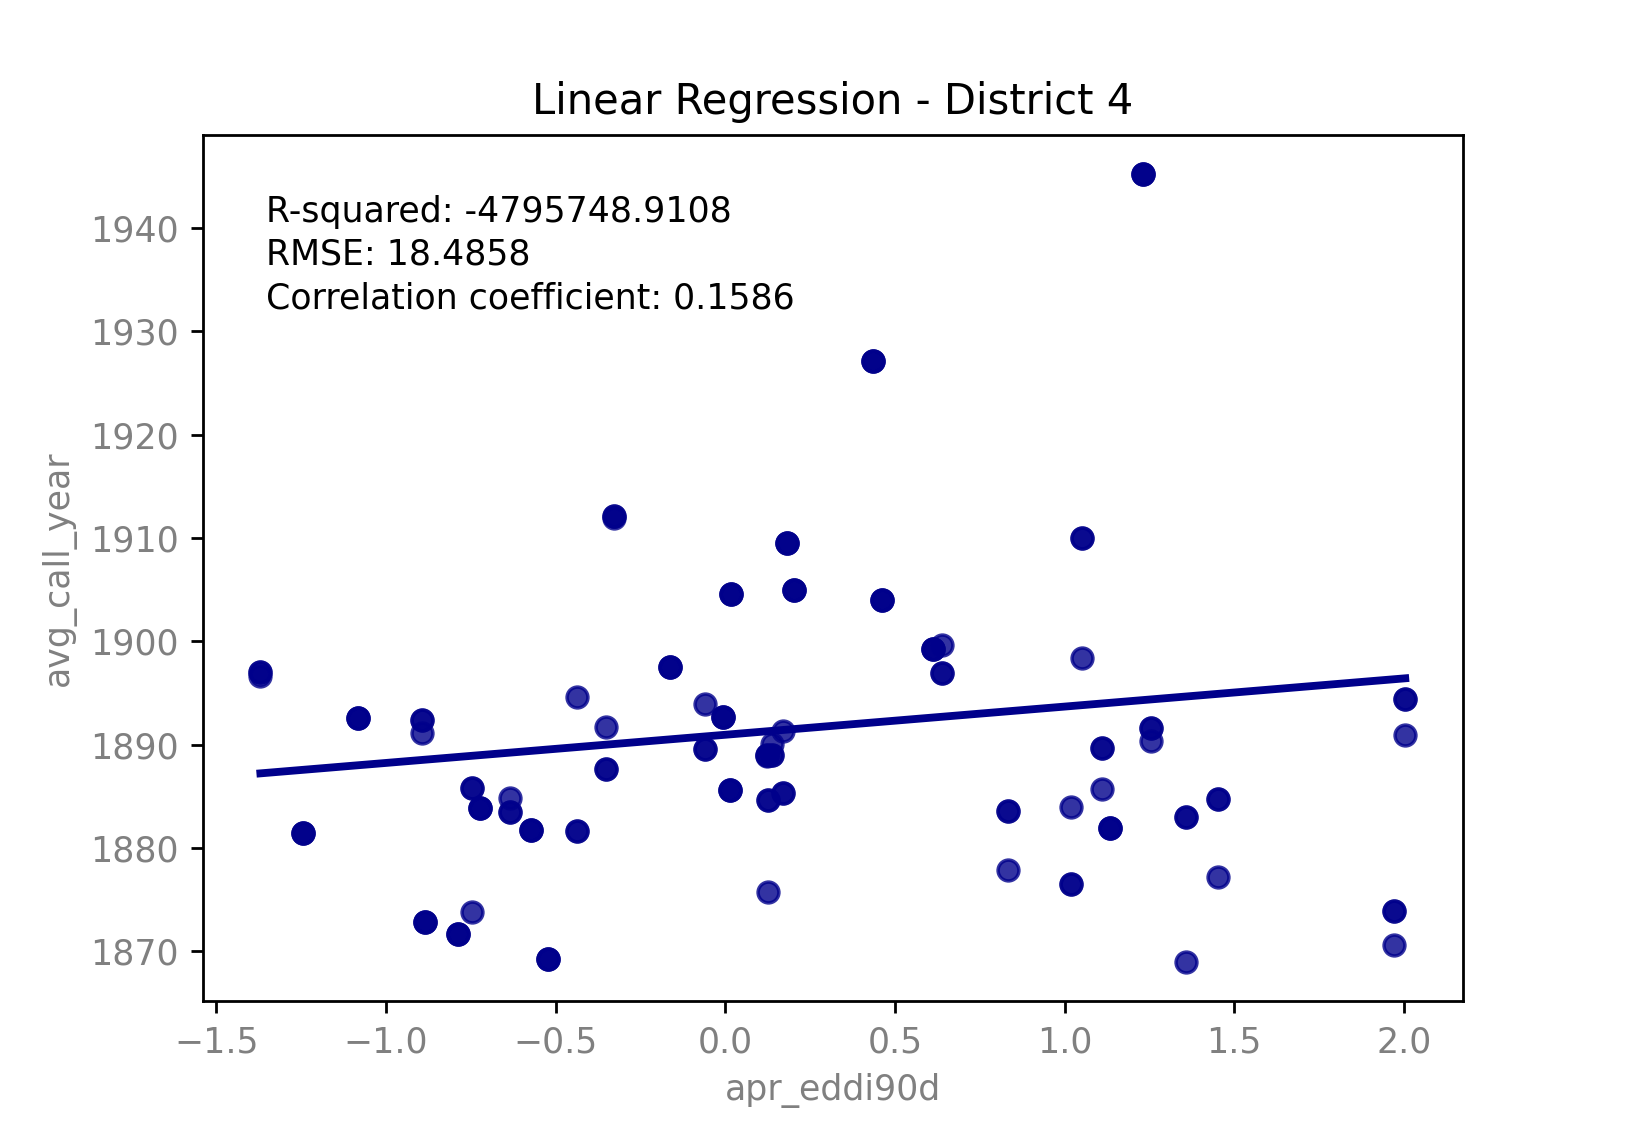 Linear Regression - District 4
R-squared: -4795748.9108
RMSE: 18.4858
Correlation coefficient: 0.1586
avg_call_year
1940
1930
1920
1910
1900
1890
1880
1870
−1.5 −1.0 −0.5 0.0 0.5 1.0 1.5 2.0
apr_eddi90d